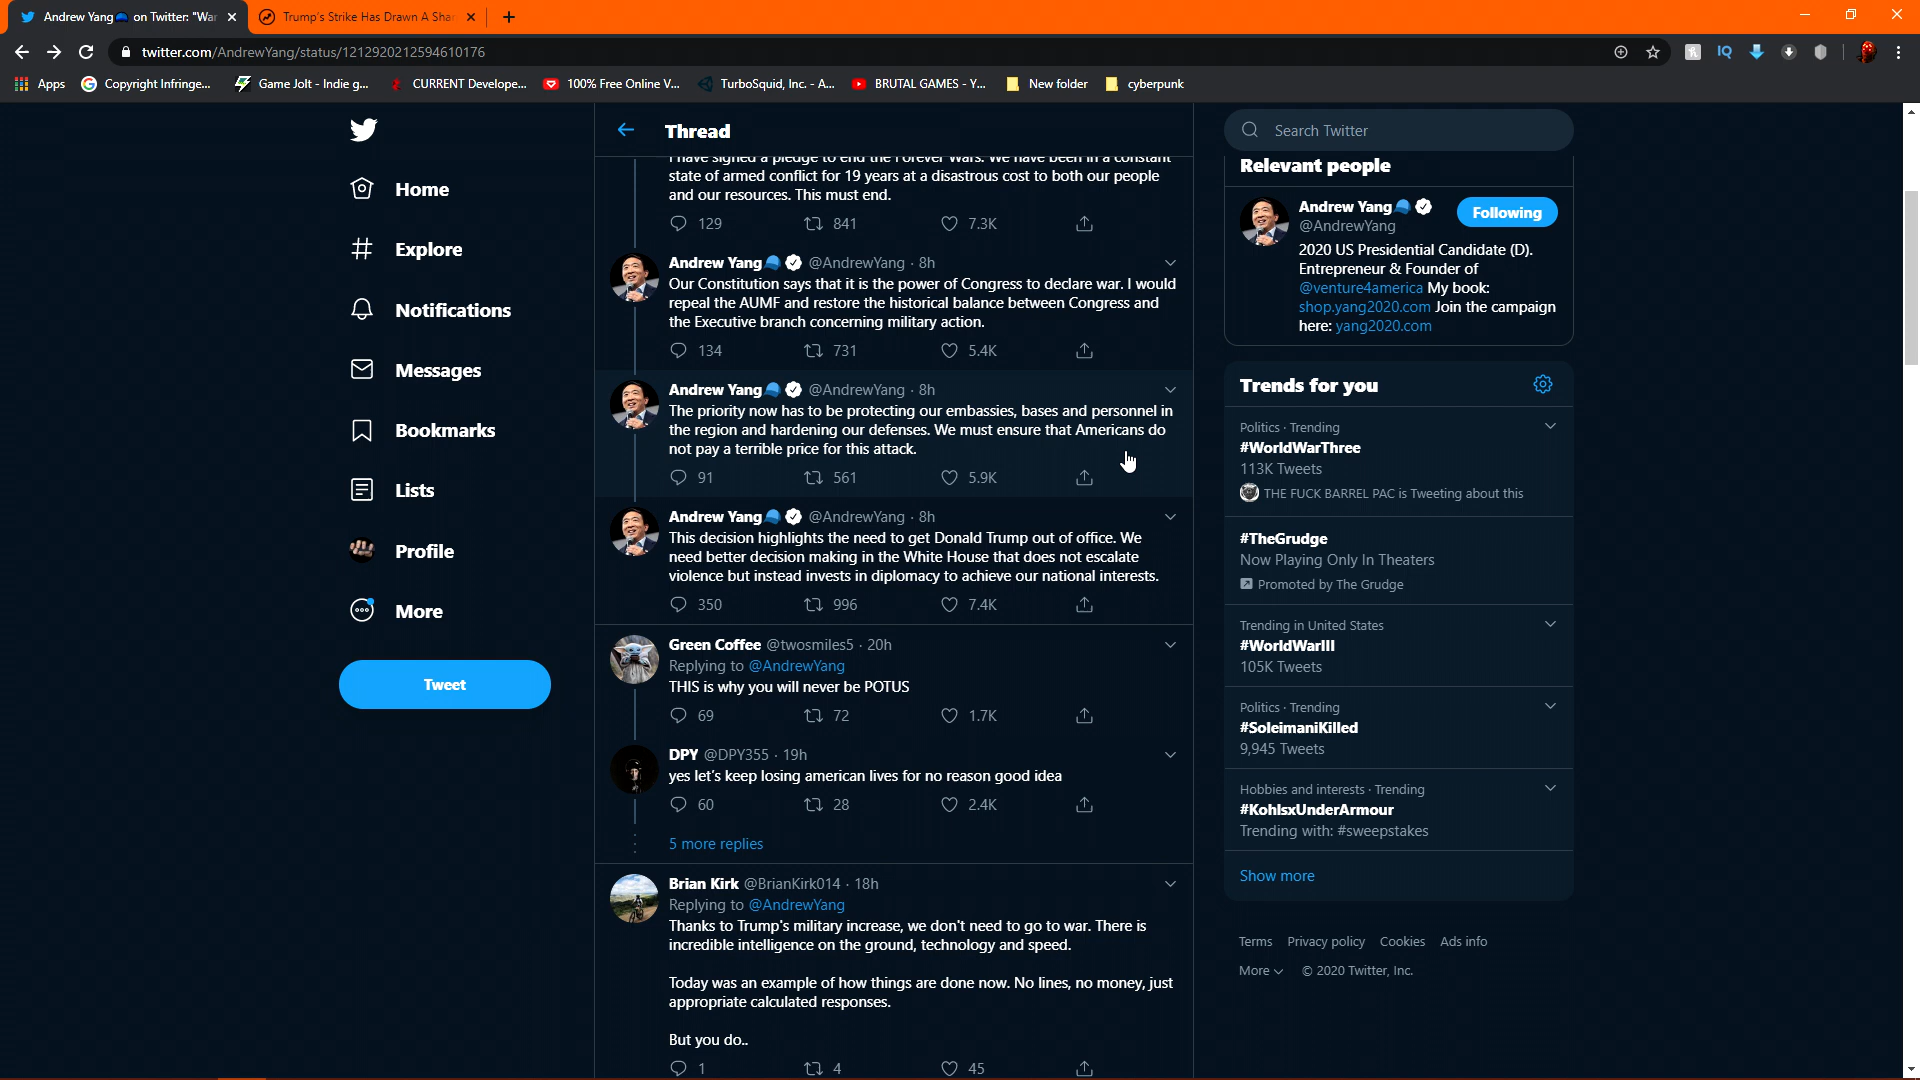 Andrew Yang on Twitter: "War
Trump's Strike Has Drawn A Shar
twitter.com/AndrewYang/status/1212920212594610176
Apps
Copyright Infringe...
Game Jolt - Indie g...
CURRENT Develope...
100% Free Online V...
TurboSquid, Inc. - A...
BRUTAL GAMES - Y...
New folder
cyberpunk
Home
Explore
Notifications
Messages
Bookmarks
Lists
Profile
More
Tweet
Thread
I have signed a pledge to end the Forever Wars. We have been in a constant
state of armed conflict for 19 years at a disastrous cost to both our people
and our resources. This must end.
129 841 7.3K
Andrew Yang @AndrewYang · 8h
Our Constitution says that it is the power of Congress to declare war. I would
repeal the AUMF and restore the historical balance between Congress and
the Executive branch concerning military action.
134 731 5.4K
Andrew Yang @AndrewYang · 8h
The priority now has to be protecting our embassies, bases and personnel in
the region and hardening our defenses. We must ensure that Americans do
not pay a terrible price for this attack.
91 561 5.9K
Andrew Yang @AndrewYang · 8h
This decision highlights the need to get Donald Trump out of office. We
need better decision making in the White House that does not escalate
violence but instead invests in diplomacy to achieve our national interests.
350 996 7.4K
Green Coffee @twosmiles5 · 20h
Replying to @AndrewYang
THIS is why you will never be POTUS
69 72 1.7K
DPY @DPY355 · 19h
yes let's keep losing american lives for no reason good idea
60 28 2.4K
5 more replies
Brian Kirk @BrianKirk014 · 18h
Replying to @AndrewYang
Thanks to Trump's military increase, we don't need to go to war. There is
incredible intelligence on the ground, technology and speed.
Today was an example of how things are done now. No lines, no money, just
appropriate calculated responses.
But you do..
1 4 45
Search Twitter
Relevant people
Andrew Yang
@AndrewYang
Following
2020 US Presidential Candidate (D).
Entrepreneur & Founder of
@venture4america My book:
shop.yang2020.com Join the campaign
here: yang2020.com
Trends for you
Politics · Trending
#WorldWarThree
113K Tweets
THE FUCK BARREL PAC is Tweeting about this
#TheGrudge
Now Playing Only In Theaters
Promoted by The Grudge
Trending in United States
#WorldWarIII
105K Tweets
Politics · Trending
#SoleimaniKilled
9,945 Tweets
Hobbies and interests · Trending
#KohlsxUnderArmour
Trending with: #sweepstakes
Show more
Terms Privacy policy Cookies Ads info
More © 2020 Twitter, Inc.